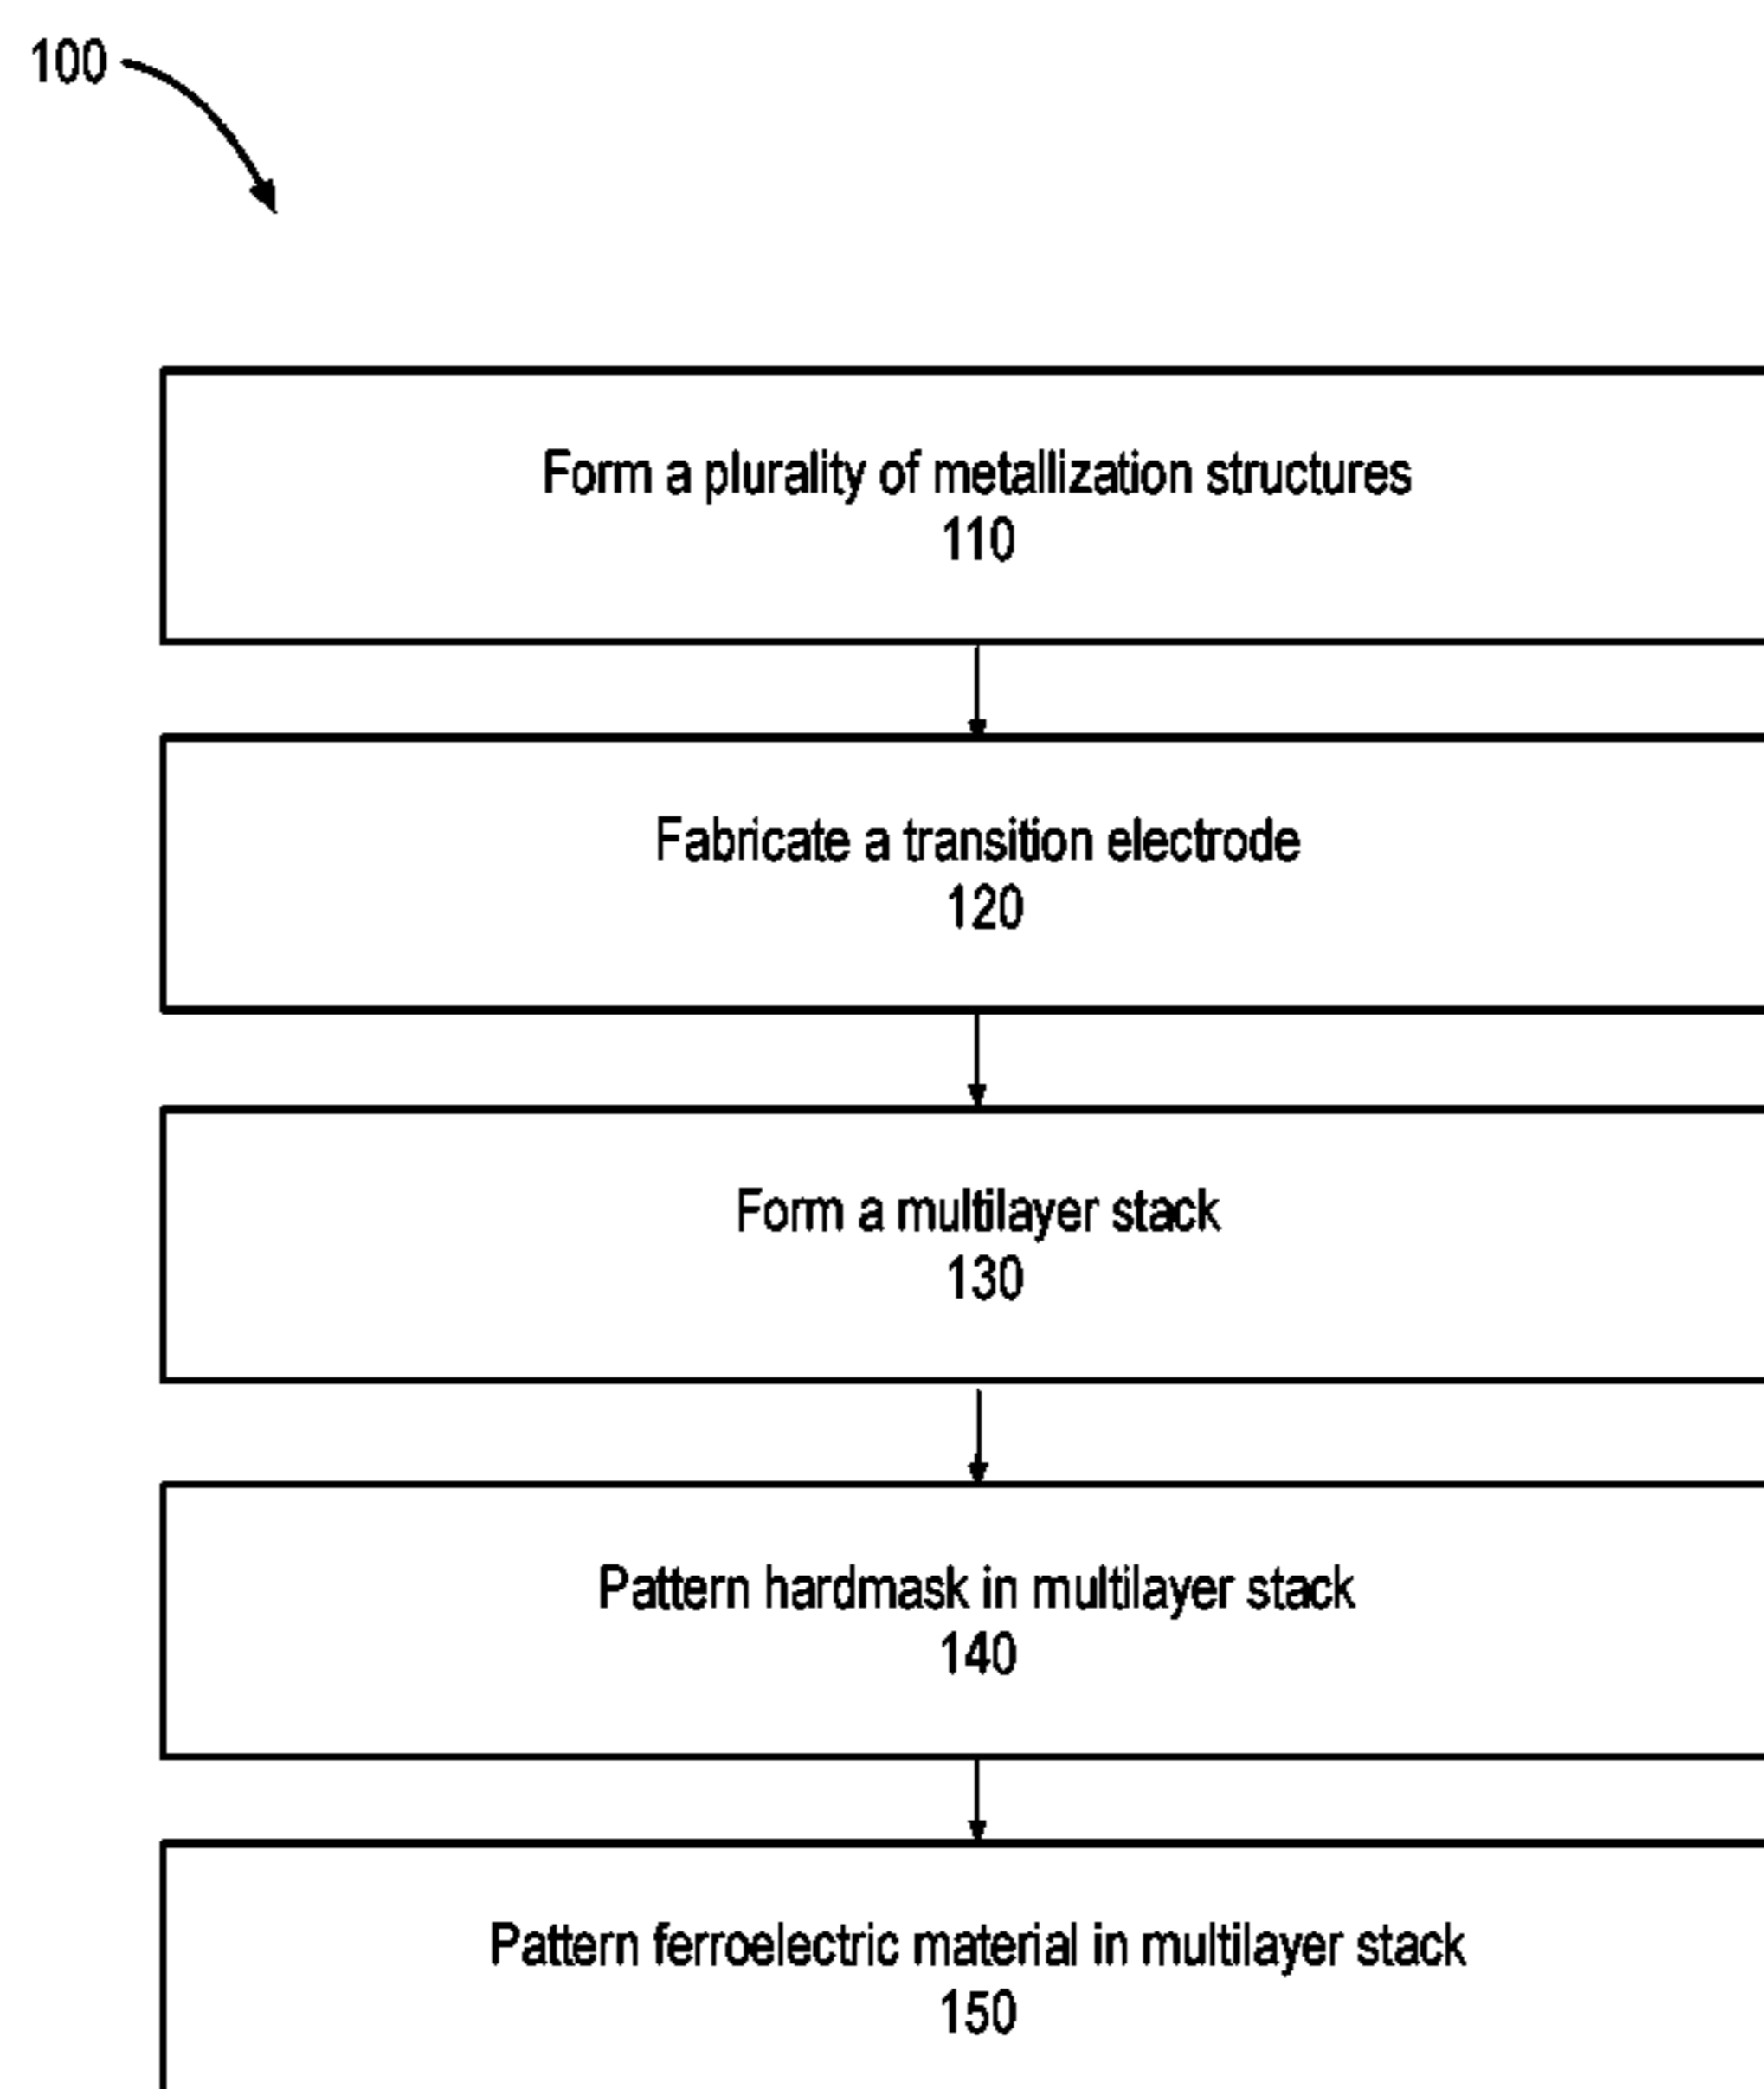 100
Form a plurality of metallization structures
110
Fabricate a transition electrode
120
Form a multilayer stack
130
Pattern hardmask in multilayer stack
140
Pattern ferroelectric material in multilayer stack
150